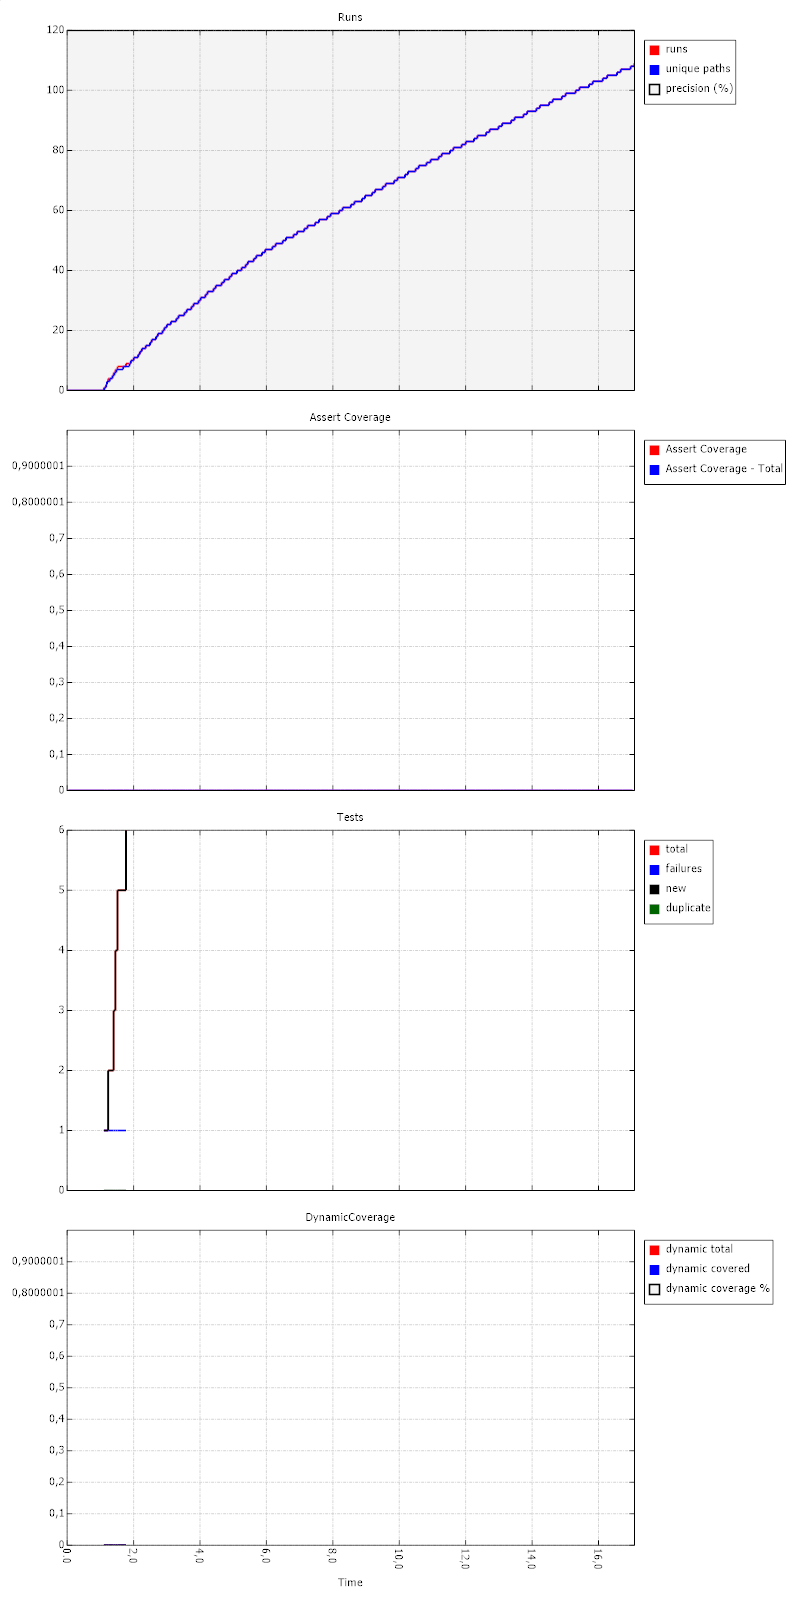 Runs
120
100
80
60
40
20
0
runs
unique paths
precision (%)
Assert Coverage
0,9000001
0,8000001
0,7
0,6
0,5
0,4
0,3
0,2
0,1
0
Assert Coverage
Assert Coverage - Total
Tests
6
5
4
3
2
1
0
total
failures
new
duplicate
DynamicCoverage
0,9000001
0,8000001
0,7
0,6
0,5
0,4
0,3
0,2
0,1
0
dynamic total
dynamic covered
dynamic coverage %
0,0
2,0
4,0
6,0
8,0
10,0
12,0
14,0
16,0
Time